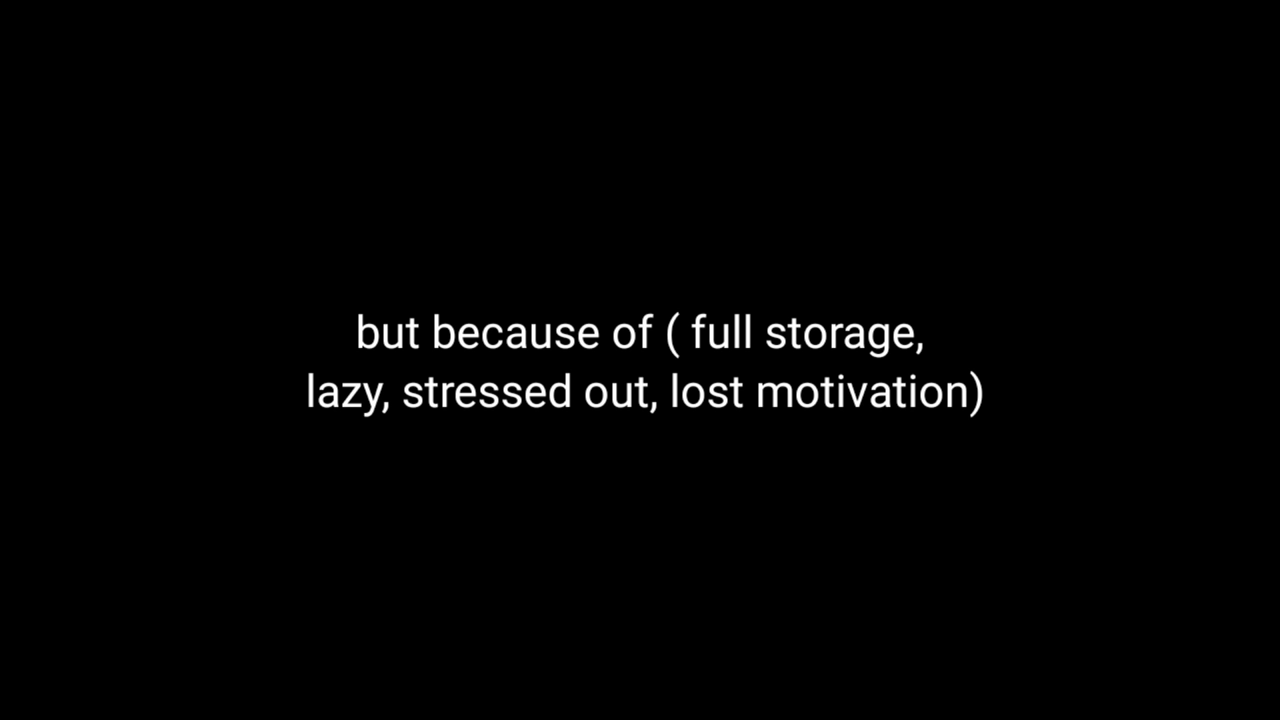 but because of ( full storage,
lazy, stressed out, lost motivation)